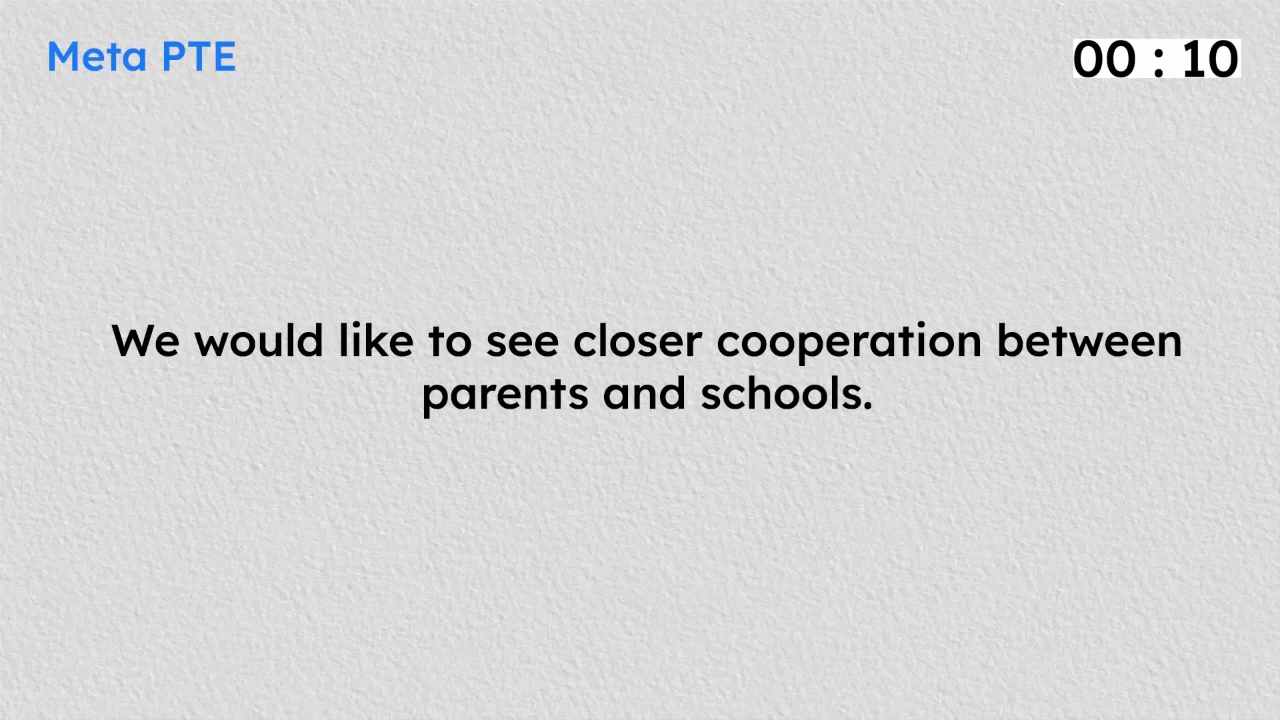 Meta PTE
00 : 10
We would like to see closer cooperation between
parents and schools.